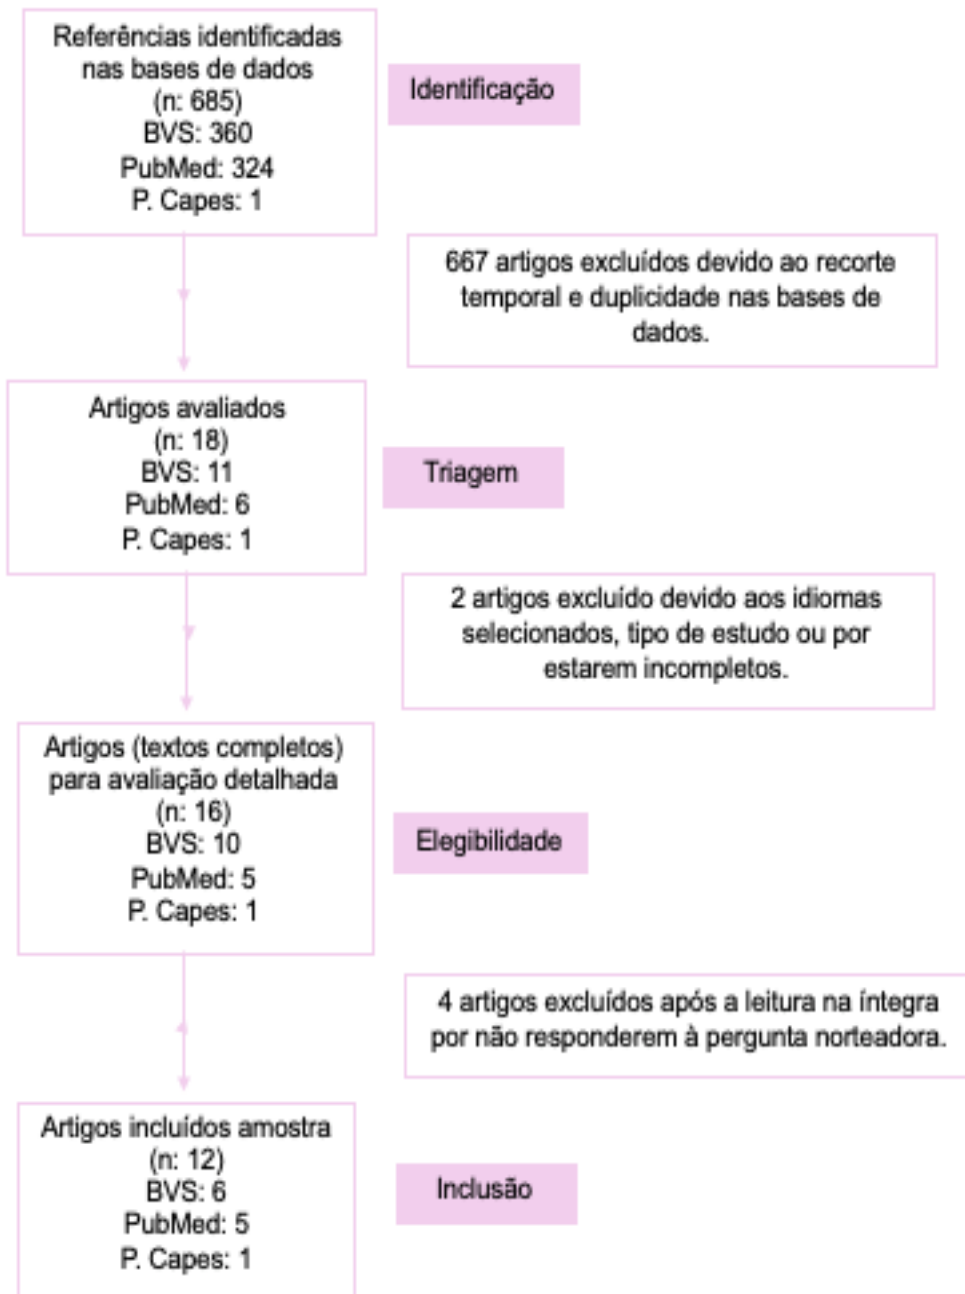 Referências identificadas
nas bases de dados
(n: 685)
BVS: 360
PubMed: 324
P. Capes: 1
Identificação
667 artigos excluídos devido ao recorte
temporal e duplicidade nas bases de
dados.
Artigos avaliados
(n: 18)
BVS: 11
PubMed: 6
P. Capes: 1
Triagem
2 artigos excluído devido aos idiomas
selecionados, tipo de estudo ou por
estarem incompletos.
Artigos (textos completos)
para avaliação detalhada
(n: 16)
BVS: 10
PubMed: 5
P. Capes: 1
Elegibilidade
4 artigos excluídos após a leitura na íntegra
por não responderem à pergunta norteadora.
Artigos incluídos amostra
(n: 12)
BVS: 6
PubMed: 5
P. Capes: 1
Inclusão